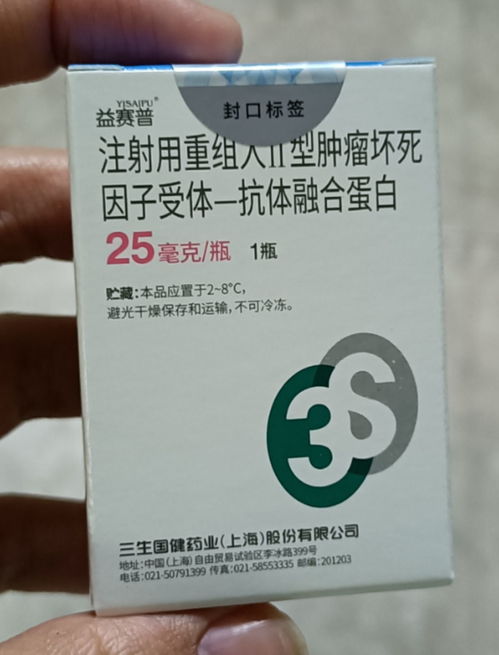 封口标签
YISAIPU®
益赛普
注射用重组人II型肿瘤坏死
因子受体—抗体融合蛋白
25毫克/瓶 1瓶
贮藏:本品应置于2~8°C,
避光干燥保存和运输,不可冷冻。
3S
三生国健药业(上海)股份有限公司
地址:中国(上海)自由贸易试验区李冰路399号
电话:021-50791399 传真:021-58553335 邮编:201203